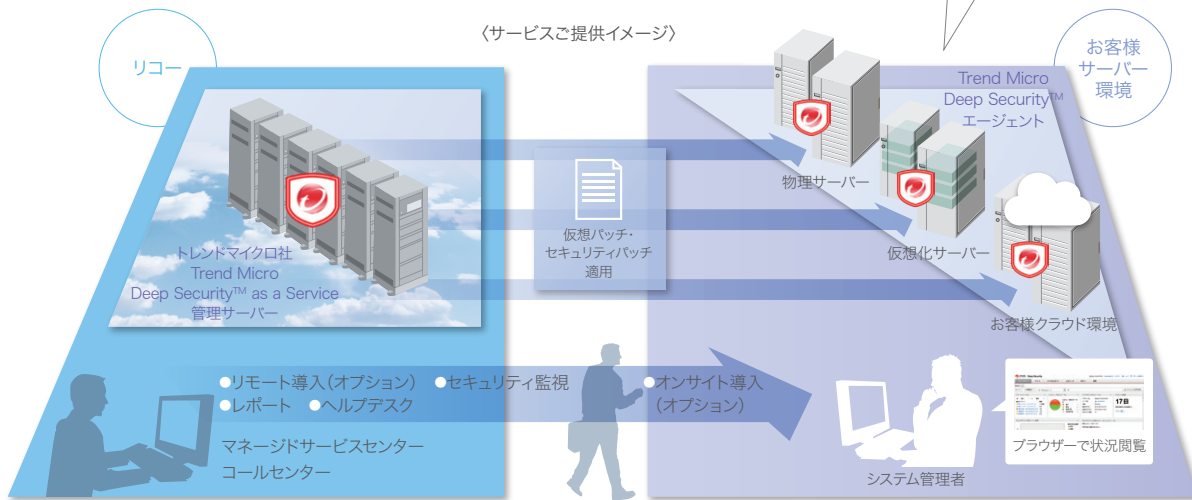 〈サービスご提供イメージ〉
リコー
お客様
サーバー
環境
Trend Micro
Deep Security™
エージェント
物理サーバー
仮想化サーバー
お客様クラウド環境
仮想パッチ・
セキュリティパッチ
適用
トレンドマイクロ社
Trend Micro
Deep Security™ as a Service
管理サーバー
●リモート導入(オプション) ●セキュリティ監視
●レポート ●ヘルプデスク
●オンサイト導入
(オプション)
マネージドサービスセンター
コールセンター
システム管理者
17日
ブラウザーで状況閲覧